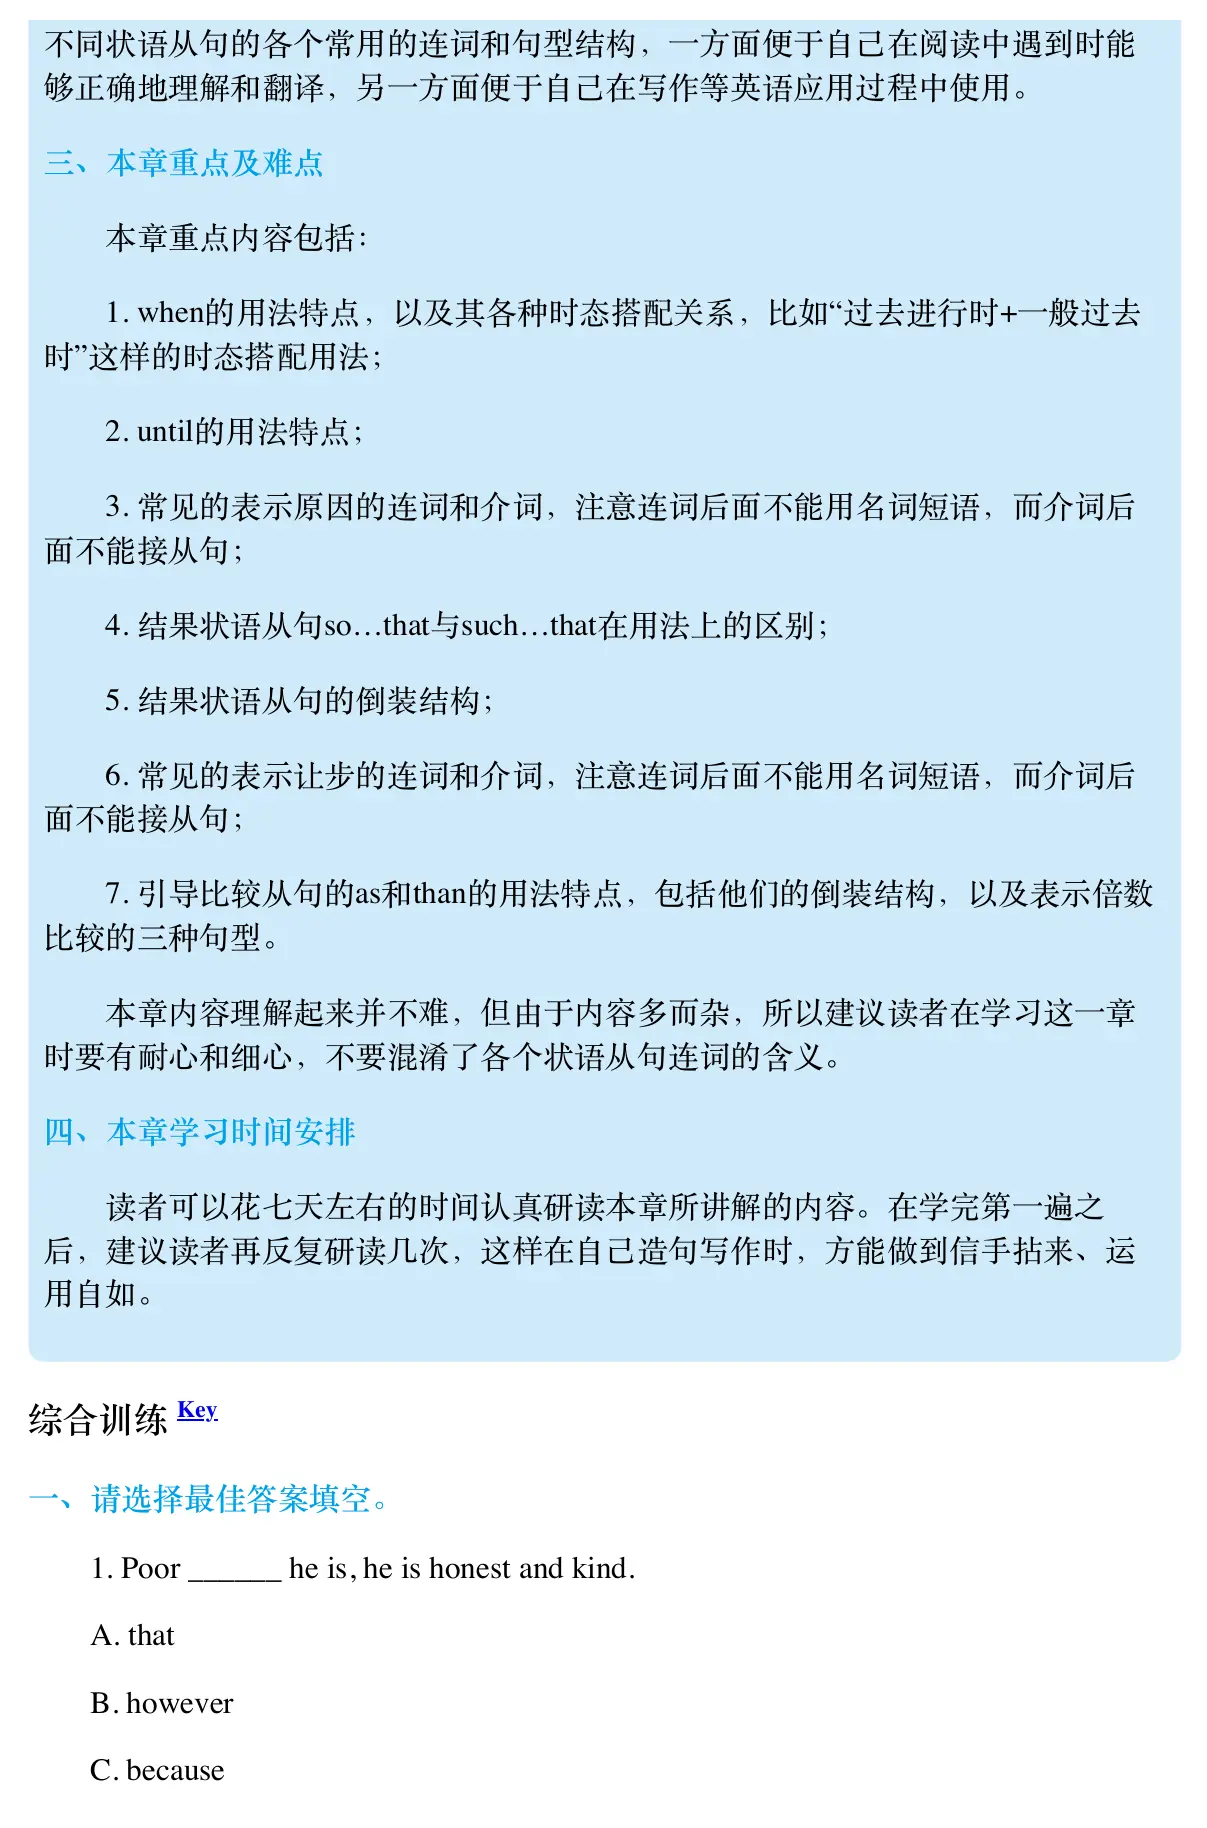 不同状语从句的各个常用的连词和句型结构，一方面便于自己在阅读中遇到时能
够正确地理解和翻译，另一方面便于自己在写作等英语应用过程中使用。
三、本章重点及难点
本章重点内容包括：
1. when的用法特点，以及其各种时态搭配关系，比如“过去进行时+一般过去
时”这样的时态搭配用法；
2. until的用法特点；
3. 常见的表示原因的连词和介词，注意连词后面不能用名词短语，而介词后
面不能接从句；
4. 结果状语从句so…that与such…that在用法上的区别；
5. 结果状语从句的倒装结构；
6. 常见的表示让步的连词和介词，注意连词后面不能用名词短语，而介词后
面不能接从句；
7. 引导比较从句的as和than的用法特点，包括他们的倒装结构，以及表示倍数
比较的三种句型。
本章内容理解起来并不难，但由于内容多而杂，所以建议读者在学习这一章
时要有耐心和细心，不要混淆了各个状语从句连词的含义。
四、本章学习时间安排
读者可以花七天左右的时间认真研读本章所讲解的内容。在学完第一遍之
后，建议读者再反复研读几次，这样在自己造句写作时，方能做到信手拈来、运
用自如。
综合训练 Key
一、请选择最佳答案填空。
1. Poor ______ he is, he is honest and kind.
A. that
B. however
C. because